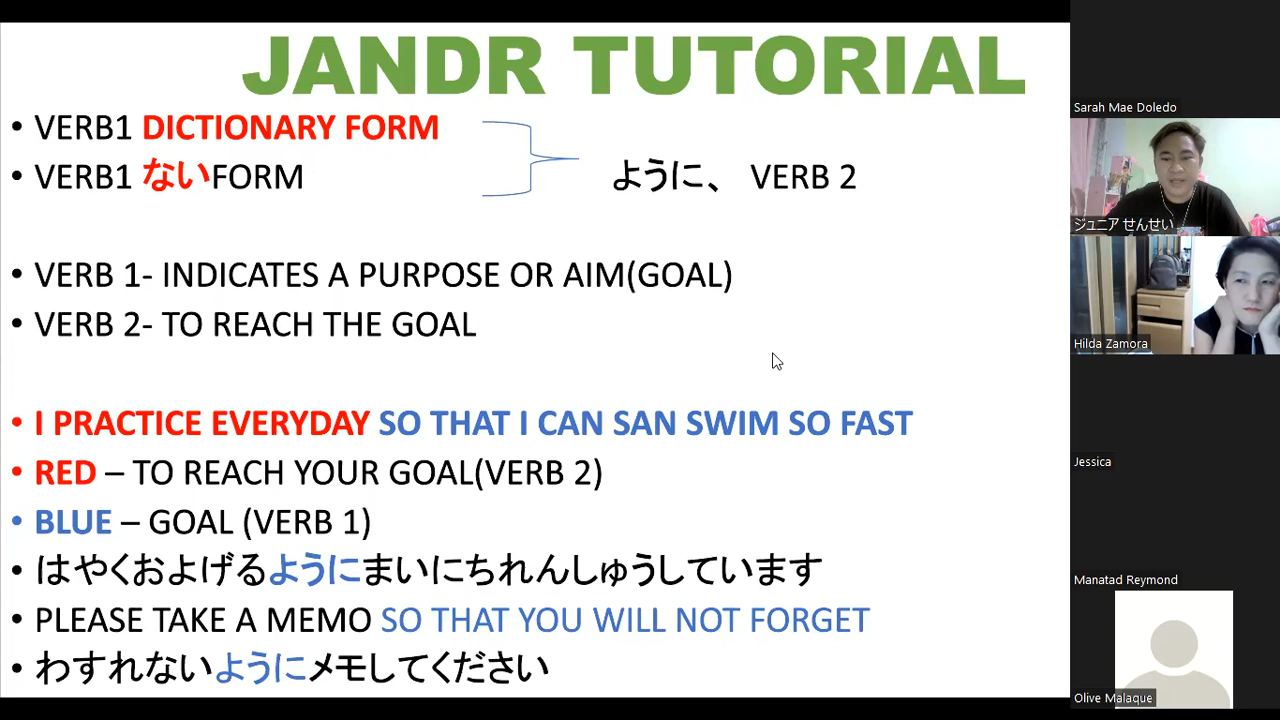 JANDR TUTORIAL
• VERB1 DICTIONARY FORM
• VERB1 ないFORM
ように、 VERB 2
• VERB 1- INDICATES A PURPOSE OR AIM(GOAL)
• VERB 2- TO REACH THE GOAL
• I PRACTICE EVERYDAY SO THAT I CAN SAN SWIM SO FAST
• RED – TO REACH YOUR GOAL(VERB 2)
• BLUE – GOAL (VERB 1)
• はやくおよげるようにまいにちれんしゅうしています
• PLEASE TAKE A MEMO SO THAT YOU WILL NOT FORGET
• わすれないようにメモしてください
Sarah Mae Doledo
ジュニア せんせい
Hilda Zamora
Jessica
Manatad Reymond
Olive Malaque